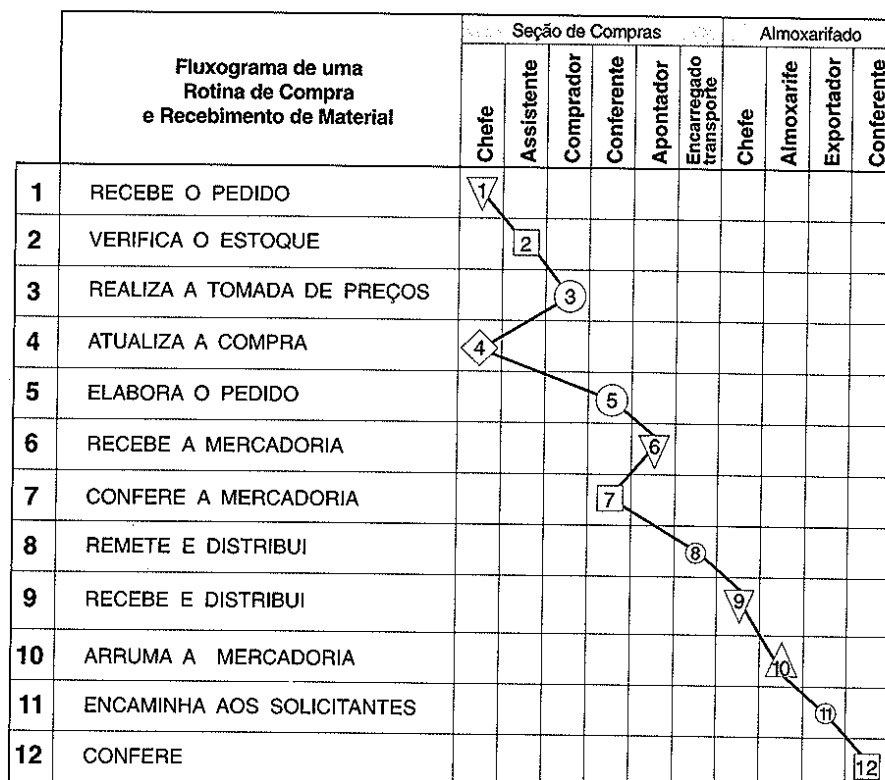 Fluxograma de uma
Rotina de Compra
e Recebimento de Material
Seção de Compras
Almoxarifado
Chefe
Assistente
Comprador
Conferente
Apontador
Encarregado
transporte
Chefe
Almoxarife
Exportador
Conferente
1 RECEBE O PEDIDO 1
2 VERIFICA O ESTOQUE 2
3 REALIZA A TOMADA DE PREÇOS 3
4 ATUALIZA A COMPRA 4
5 ELABORA O PEDIDO 5
6 RECEBE A MERCADORIA 6
7 CONFERE A MERCADORIA 7
8 REMETE E DISTRIBUI 8
9 RECEBE E DISTRIBUI 9
10 ARRUMA A MERCADORIA 10
11 ENCAMINHA AOS SOLICITANTES 11
12 CONFERE 12